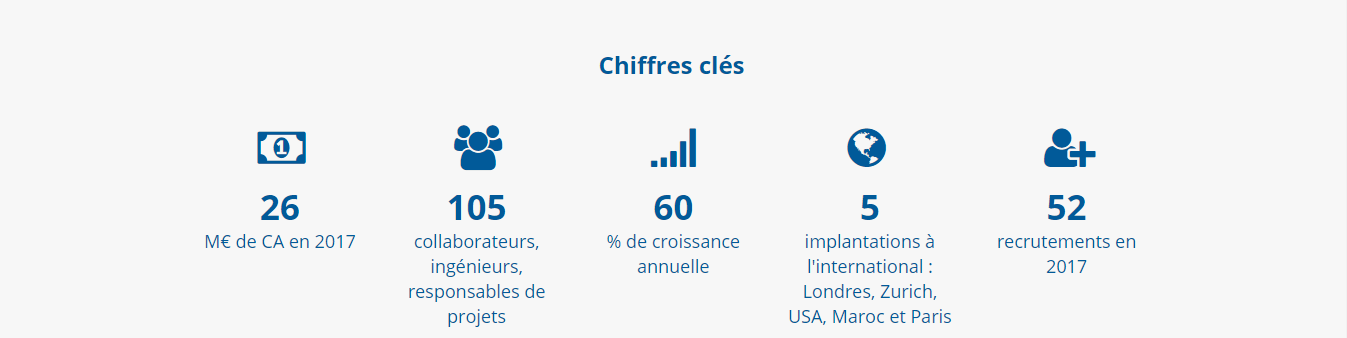 Chiffres clés
1
26
M€ de CA en 2017
105
collaborateurs,
ingénieurs,
responsables de
projets
60
% de croissance
annuelle
5
implantations à
l'international :
Londres, Zurich,
USA, Maroc et Paris
52
recrutements en
2017